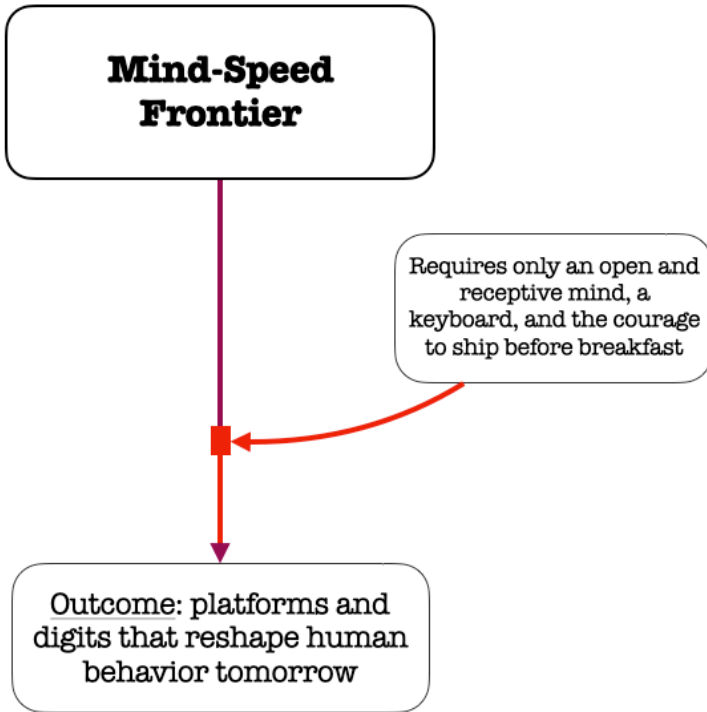 Mind-Speed
Frontier
Requires only an open and
receptive mind, a
keyboard, and the courage
to ship before breakfast
Outcome: platforms and
digits that reshape human
behavior tomorrow